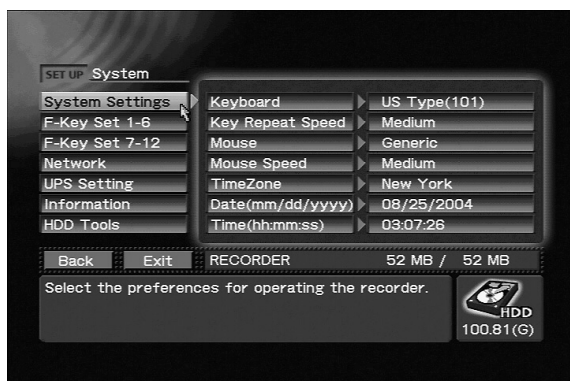 SET UP System
System Settings Keyboard US Type(101)
F-Key Set 1-6 Key Repeat Speed Medium
F-Key Set 7-12 Mouse Generic
Network Mouse Speed Medium
UPS Setting TimeZone New York
Information Date(mm/dd/yyyy) 08/25/2004
HDD Tools Time(hh:mm:ss) 03:07:26
Back Exit RECORDER 52 MB / 52 MB
Select the preferences for operating the recorder.
HDD
100.81(G)